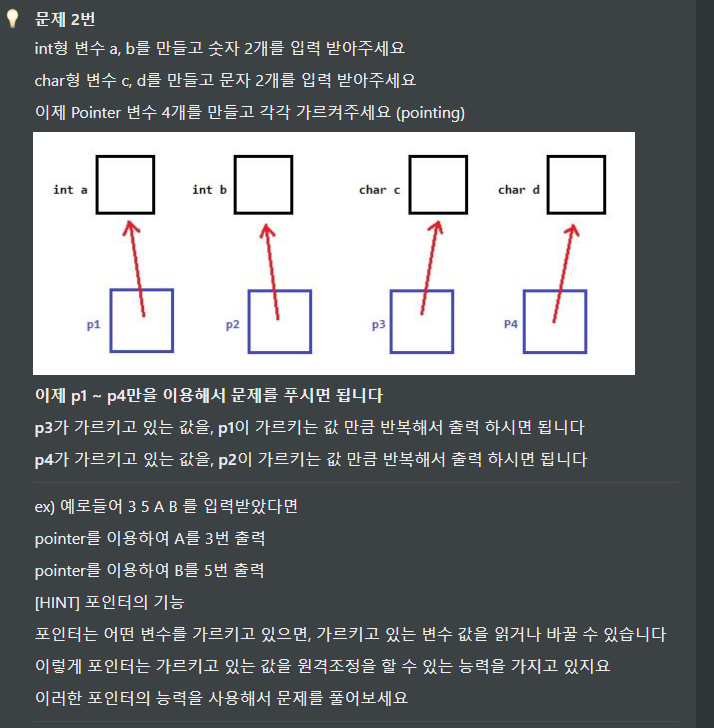 문제 2번
int형 변수 a, b를 만들고 숫자 2개를 입력 받아주세요
char형 변수 c, d를 만들고 문자 2개를 입력 받아주세요
이제 Pointer 변수 4개를 만들고 각각 가르켜주세요 (pointing)
int a int b char c char d
p1 p2 p3 P4
이제 p1 ~ p4만을 이용해서 문제를 푸시면 됩니다
p3가 가르키고 있는 값을, p1이 가르키는 값 만큼 반복해서 출력 하시면 됩니다
p4가 가르키고 있는 값을, p2이 가르키는 값 만큼 반복해서 출력 하시면 됩니다
ex) 예로들어 3 5 A B 를 입력받았다면
pointer를 이용하여 A를 3번 출력
pointer를 이용하여 B를 5번 출력
[HINT] 포인터의 기능
포인터는 어떤 변수를 가르키고 있으면, 가르키고 있는 변수 값을 읽거나 바꿀 수 있습니다
이렇게 포인터는 가르키고 있는 값을 원격조정을 할 수 있는 능력을 가지고 있지요
이러한 포인터의 능력을 사용해서 문제를 풀어보세요